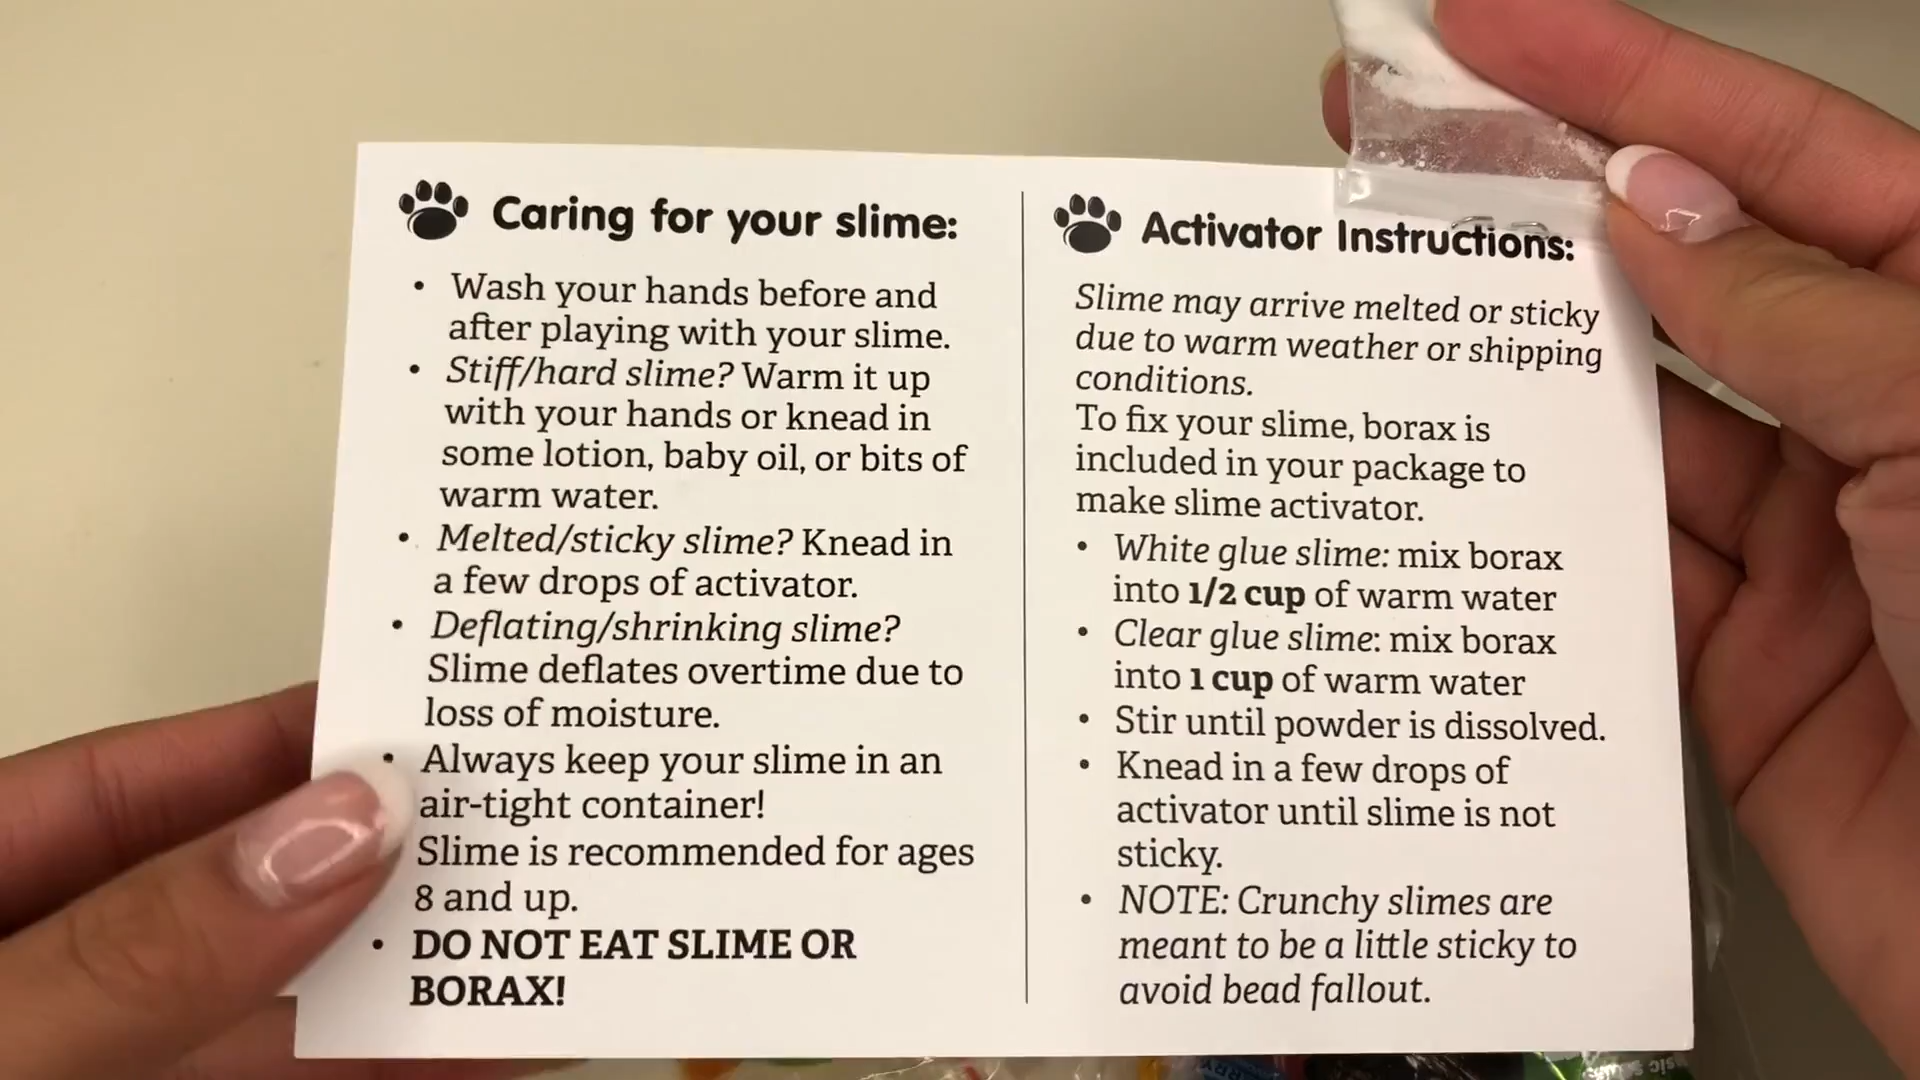 Caring for your slime:
• Wash your hands before and
after playing with your slime.
• Stiff/hard slime? Warm it up
with your hands or knead in
some lotion, baby oil, or bits of
warm water.
• Melted/sticky slime? Knead in
a few drops of activator.
• Deflating/shrinking slime?
Slime deflates overtime due to
loss of moisture.
• Always keep your slime in an
air-tight container!
Slime is recommended for ages
8 and up.
• DO NOT EAT SLIME OR
BORAX!
Activator Instructions:
Slime may arrive melted or sticky
due to warm weather or shipping
conditions.
To fix your slime, borax is
included in your package to
make slime activator.
• White glue slime: mix borax
into 1/2 cup of warm water
• Clear glue slime: mix borax
into 1 cup of warm water
• Stir until powder is dissolved.
• Knead in a few drops of
activator until slime is not
sticky.
• NOTE: Crunchy slimes are
meant to be a little sticky to
avoid bead fallout.